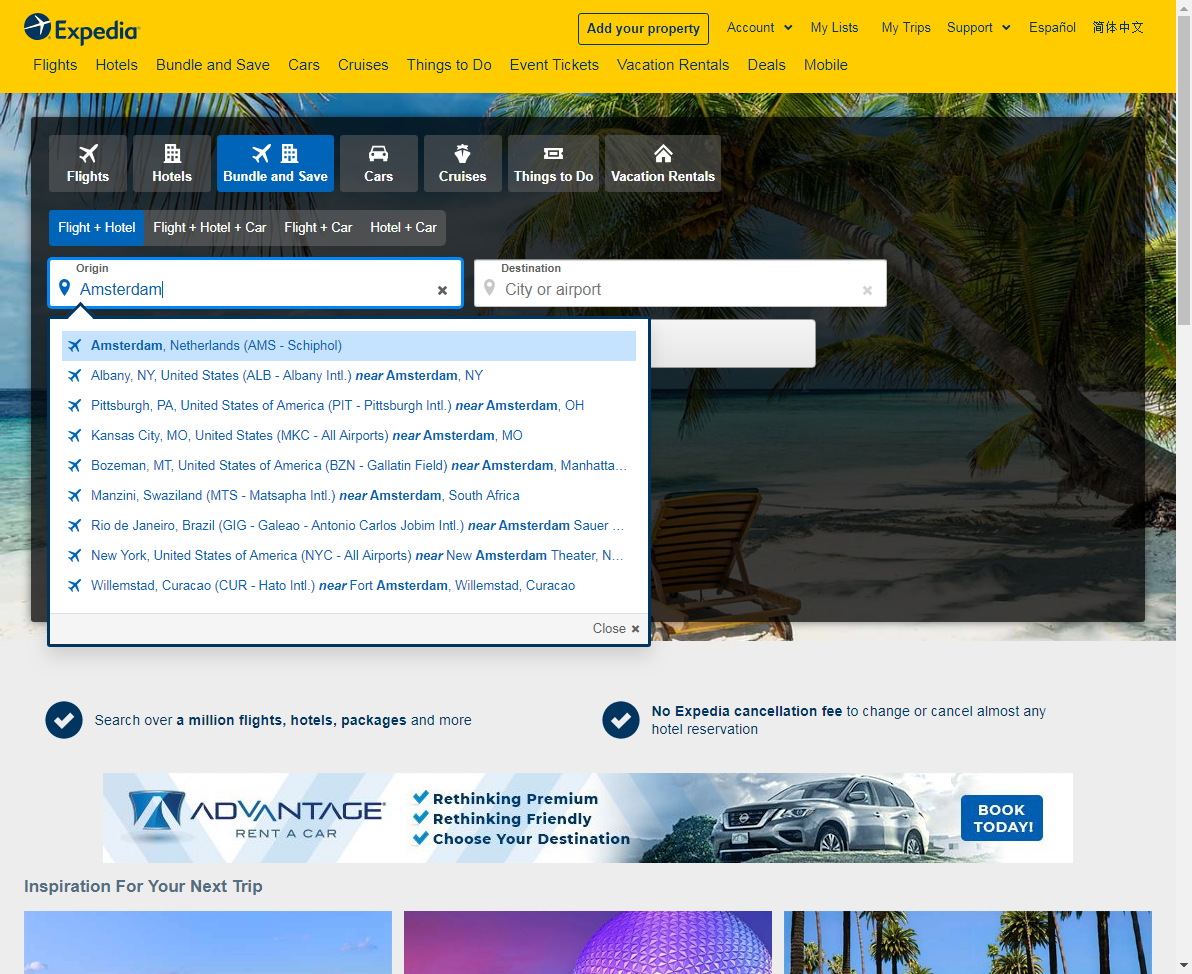 Expedia
Add your property
Account
My Lists
My Trips
Support
Español
简体中文
Flights
Hotels
Bundle and Save
Cars
Cruises
Things to Do
Event Tickets
Vacation Rentals
Deals
Mobile
Flights
Hotels
Bundle and Save
Cars
Cruises
Things to Do
Vacation Rentals
Flight + Hotel
Flight + Hotel + Car
Flight + Car
Hotel + Car
Origin
Amsterdam
Destination
City or airport
Amsterdam, Netherlands (AMS - Schiphol)
Albany, NY, United States (ALB - Albany Intl.) near Amsterdam, NY
Pittsburgh, PA, United States of America (PIT - Pittsburgh Intl.) near Amsterdam, OH
Kansas City, MO, United States (MKC - All Airports) near Amsterdam, MO
Bozeman, MT, United States of America (BZN - Gallatin Field) near Amsterdam, Manhatta...
Manzini, Swaziland (MTS - Matsapha Intl.) near Amsterdam, South Africa
Rio de Janeiro, Brazil (GIG - Galeao - Antonio Carlos Jobim Intl.) near Amsterdam Sauer ...
New York, United States of America (NYC - All Airports) near New Amsterdam Theater, N...
Willemstad, Curacao (CUR - Hato Intl.) near Fort Amsterdam, Willemstad, Curacao
Close
Search over a million flights, hotels, packages and more
No Expedia cancellation fee to change or cancel almost any
hotel reservation
ADVANTAGE
RENT A CAR
Rethinking Premium
Rethinking Friendly
Choose Your Destination
BOOK
TODAY!
Inspiration For Your Next Trip